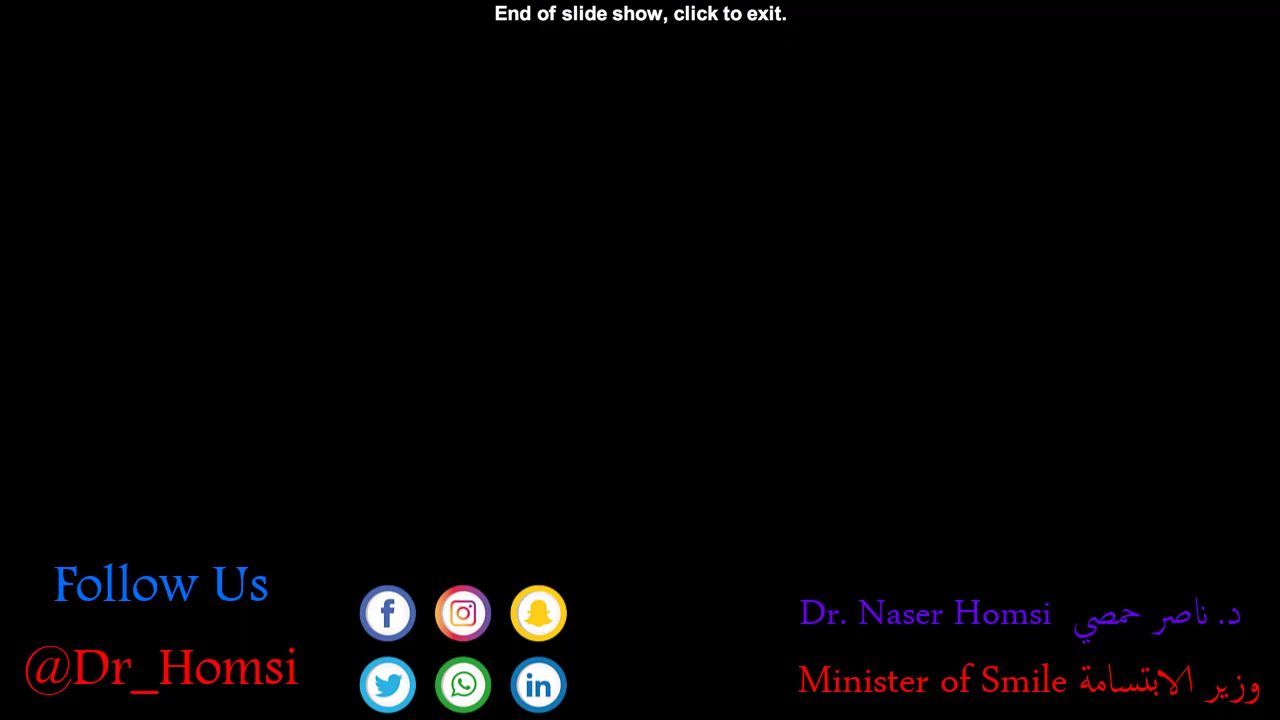 End of slide show, click to exit.
Follow Us
@Dr_Homsi
Dr. Naser Homsi د. ناصر حمصي
Minister of Smile وزير الابتسامة